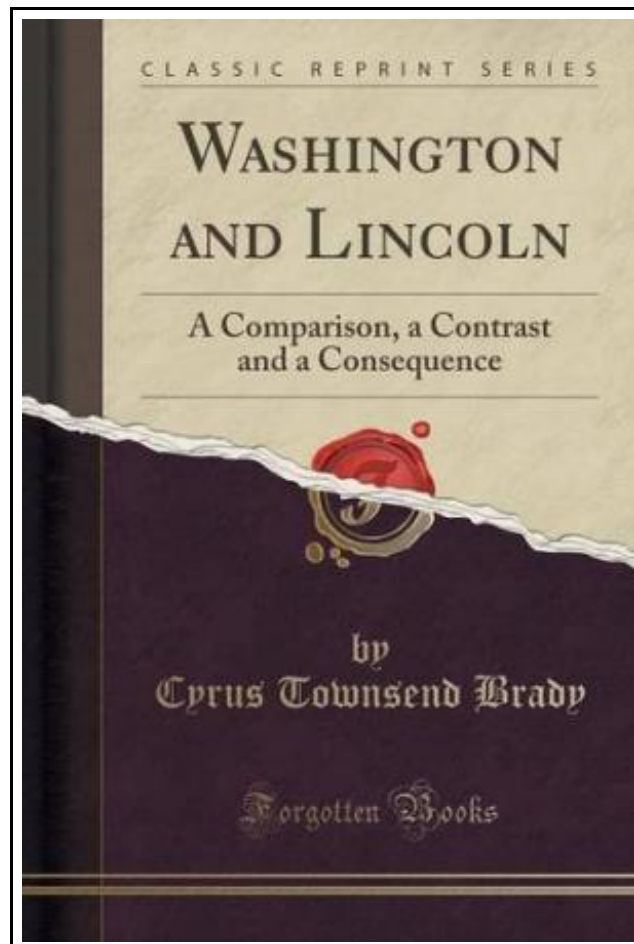 CLASSIC REPRINT SERIES
WASHINGTON
AND LINCOLN
A Comparison, a Contrast
and a Consequence
F
by
Cyrus Townsend Brady
Forgotten Books